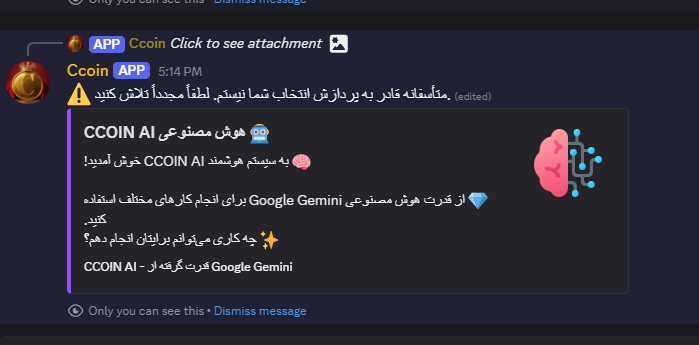 Only you can see this • Dismiss message
APP Ccoin Click to see attachment
Ccoin APP 5:14 PM
⚠️ متأسفانه قادر به پردازش انتخاب شما نیستم. لطفاً مجدداً تلاش کنید. (edited)
🤖 هوش مصنوعی CCOIN AI
🧠 به سیستم هوشمند CCOIN AI خوش آمدید!
💎 از قدرت هوش مصنوعی Google Gemini برای انجام کارهای مختلف استفاده
کنید.
✨ چه کاری می‌توانم برایتان انجام دهم؟
CCOIN AI - قدرت گرفته از Google Gemini
Only you can see this • Dismiss message